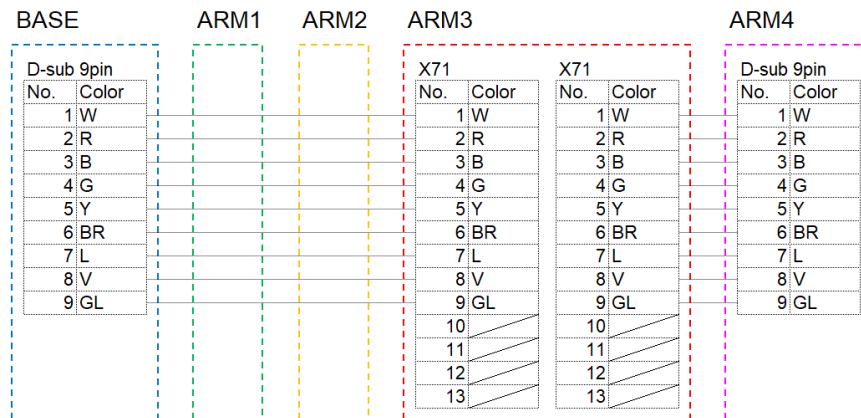 BASE ARM1 ARM2 ARM3 ARM4
D-sub 9pin X71 X71 D-sub 9pin
No. Color No. Color No. Color No. Color
1 W 1 W 1 W 1 W
2 R 2 R 2 R 2 R
3 B 3 B 3 B 3 B
4 G 4 G 4 G 4 G
5 Y 5 Y 5 Y 5 Y
6 BR 6 BR 6 BR 6 BR
7 L 7 L 7 L 7 L
8 V 8 V 8 V 8 V
9 GL 9 GL 9 GL 9 GL
10 10
11 11
12 12
13 13